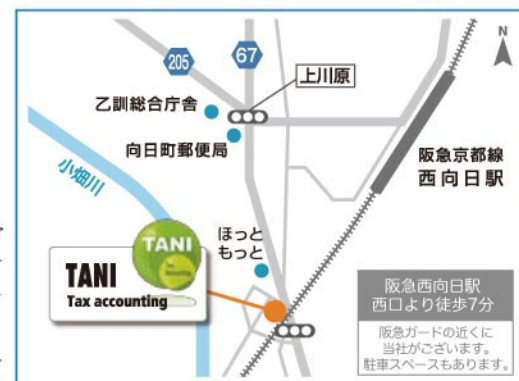 N
205
67
上川原
乙訓総合庁舎
向日町郵便局
阪急京都線
西向日駅
小畑川
ほっと
もっと
TANI
TANI
Tax accounting
阪急西向日駅
西口より徒歩7分
阪急ガードの近くに
当社がございます。
駐車スペースもあります。